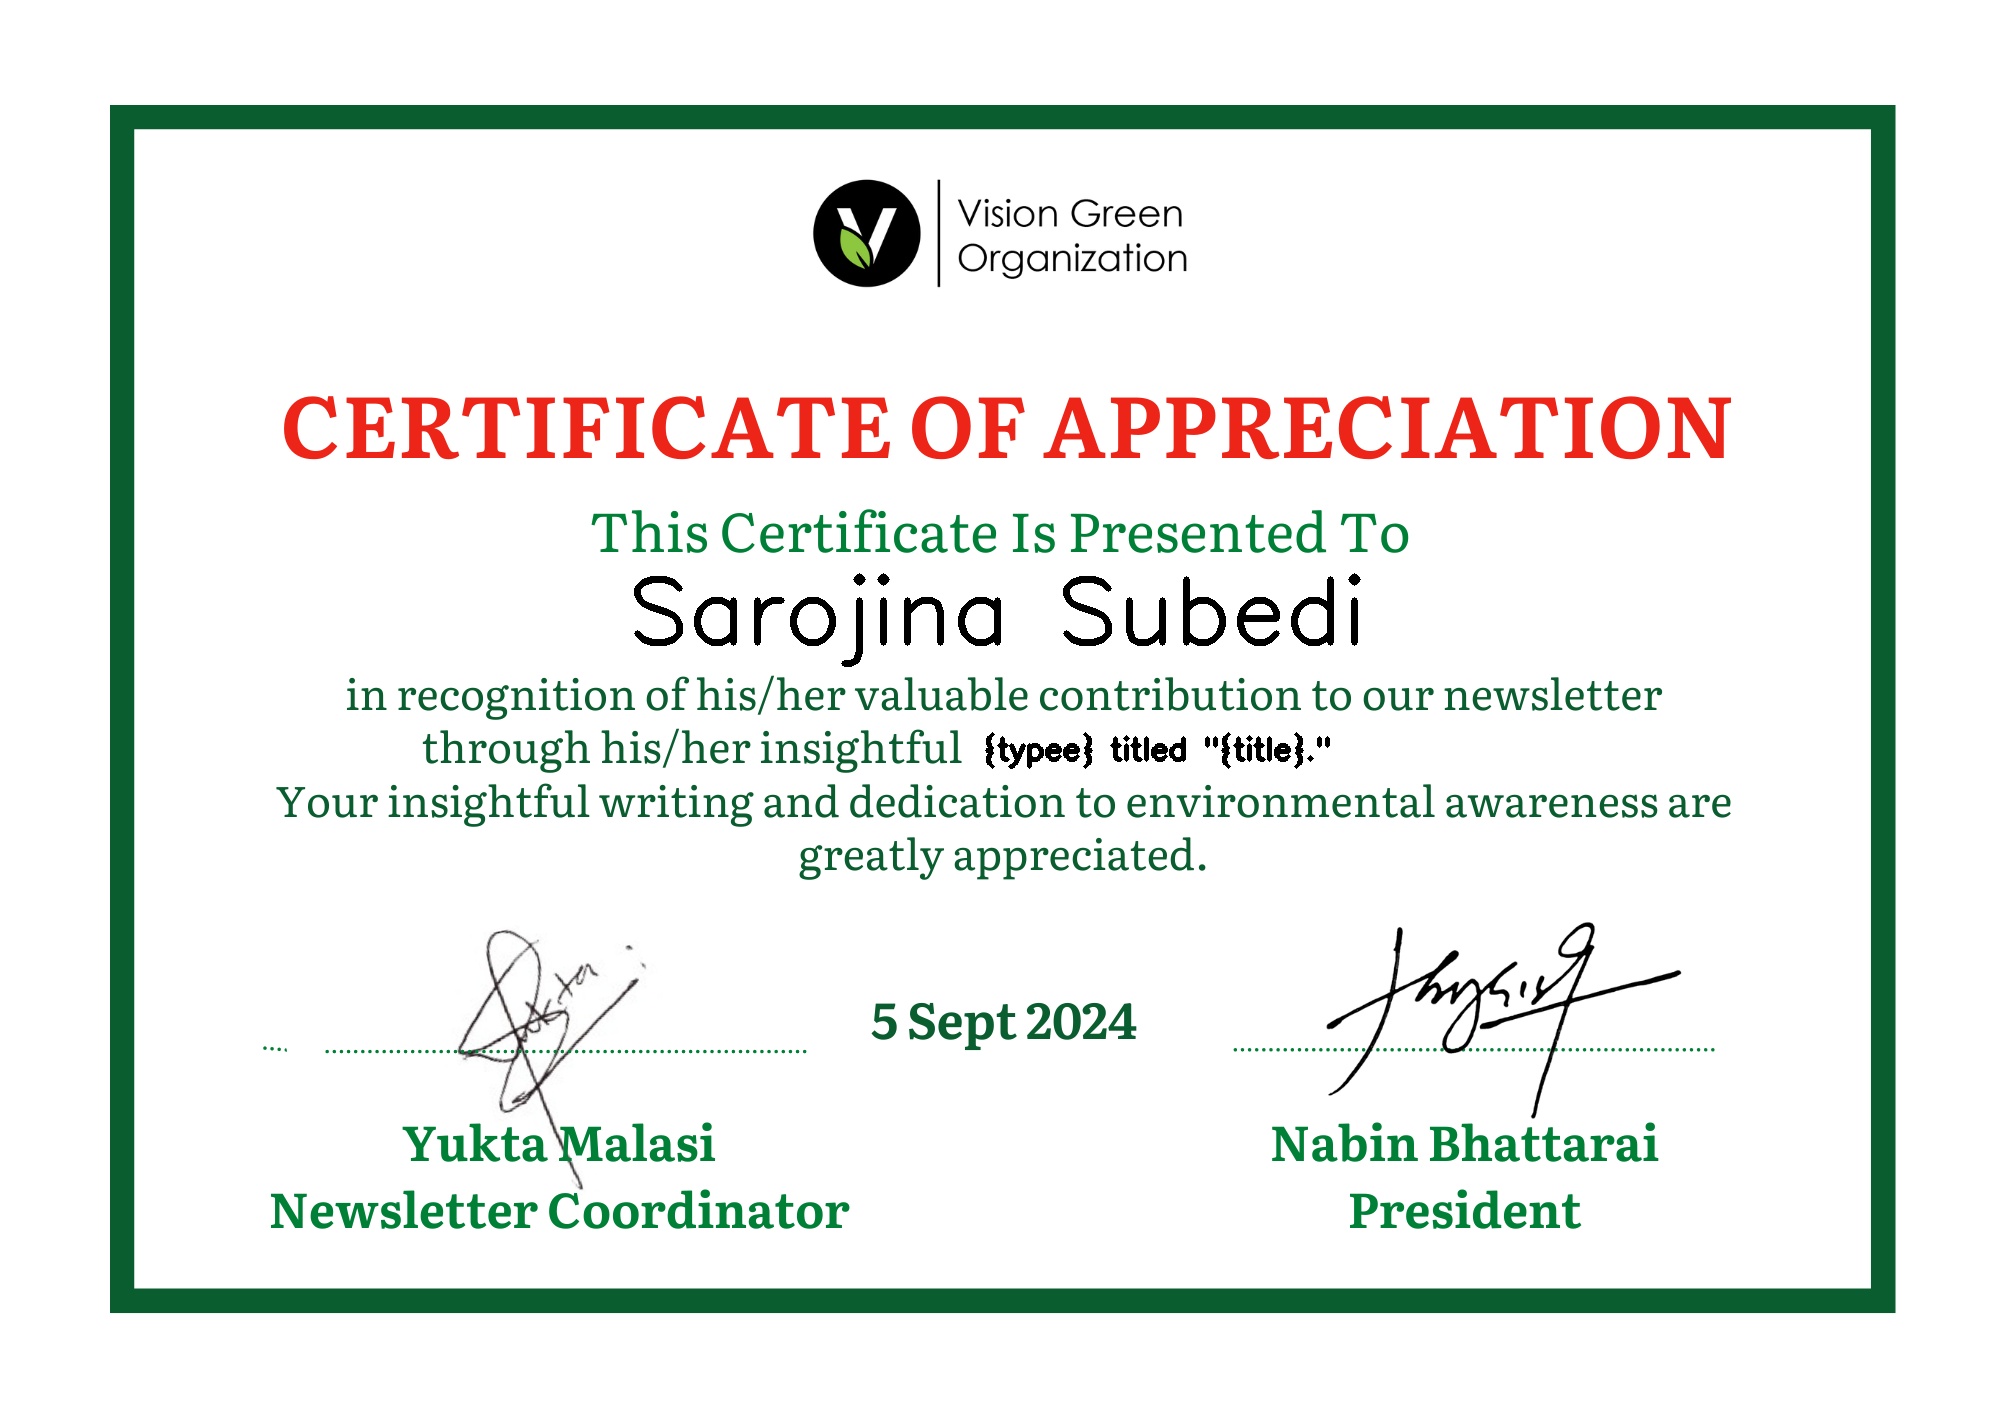 Vision Green
Organization
CERTIFICATE OF APPRECIATION
This Certificate Is Presented To
Sarojina Subedi
in recognition of his/her valuable contribution to our newsletter
through his/her insightful {typee} titled "{title}."
Your insightful writing and dedication to environmental awareness are
greatly appreciated.
5 Sept 2024
Yukta Malasi
Newsletter Coordinator
Nabin Bhattarai
President